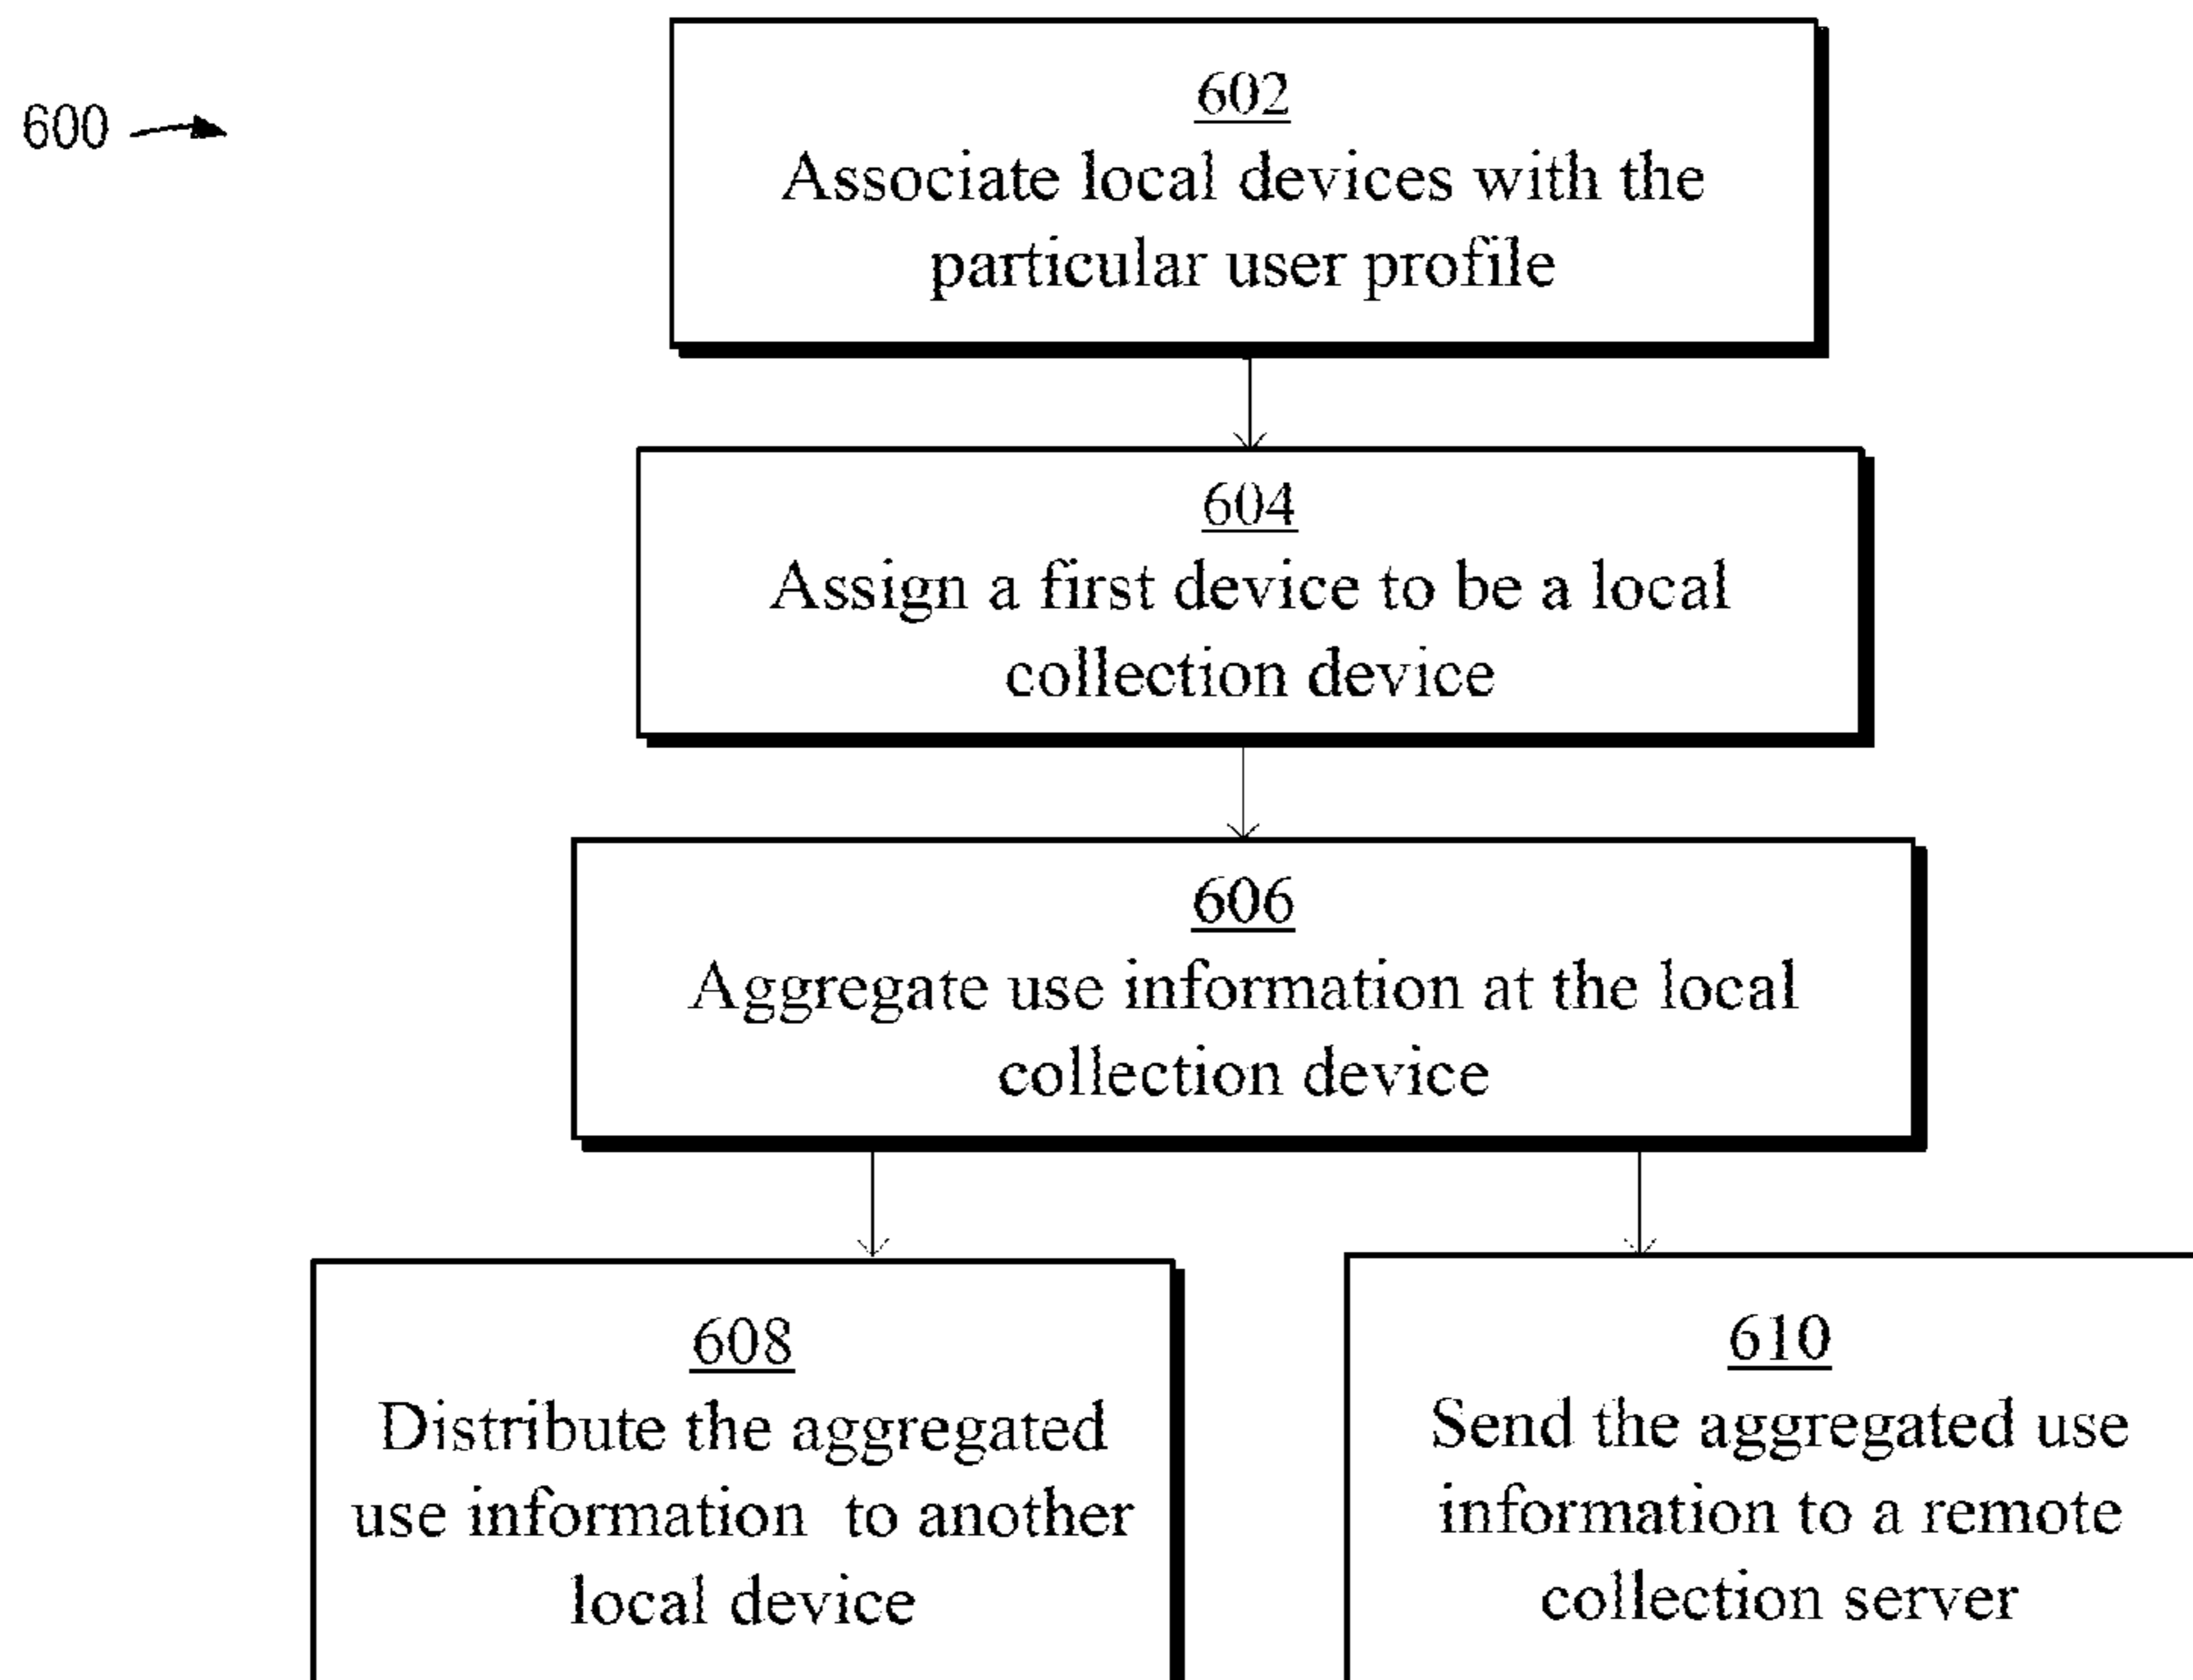 600
602
Associate local devices with the
particular user profile
604
Assign a first device to be a local
collection device
606
Aggregate use information at the local
collection device
608
Distribute the aggregated
use information to another
local device
610
Send the aggregated use
information to a remote
collection server